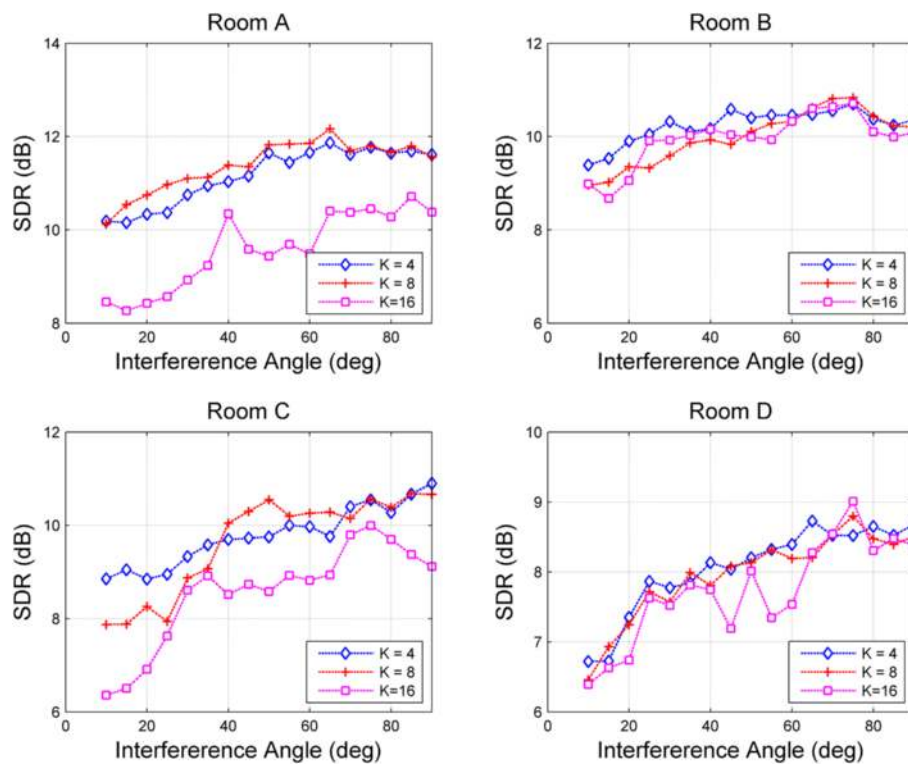 Room A
14
12
10
8
SDR (dB)
0 20 40 60 80
Interfererence Angle (deg)
K = 4
K = 8
K=16
Room B
12
10
8
6
SDR (dB)
0 20 40 60 80
Interfererence Angle (deg)
K = 4
K = 8
K=16
Room C
12
10
8
6
SDR (dB)
0 20 40 60 80
Interfererence Angle (deg)
K = 4
K = 8
K=16
Room D
10
9
8
7
6
SDR (dB)
0 20 40 60 80
Interfererence Angle (deg)
K = 4
K = 8
K=16